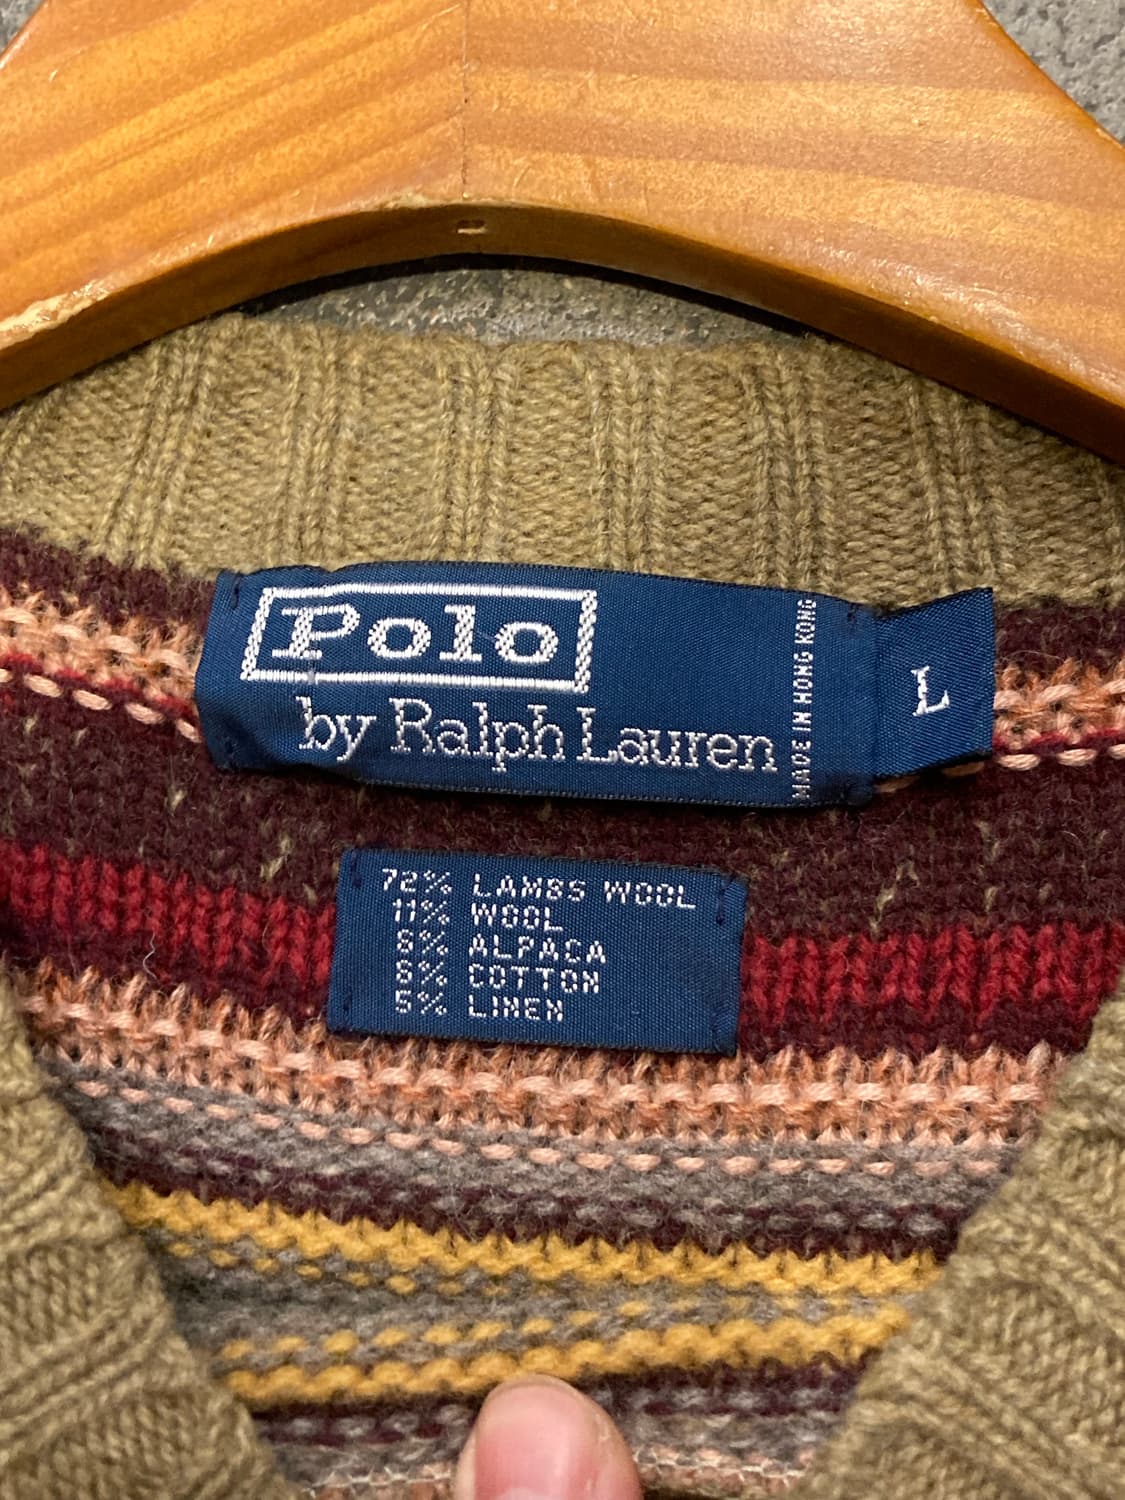 Polo
by Ralph Lauren
MADE IN HONG KONG
L
72% LAMBS WOOL
11% WOOL
6% ALPACA
6% COTTON
5% LINEN